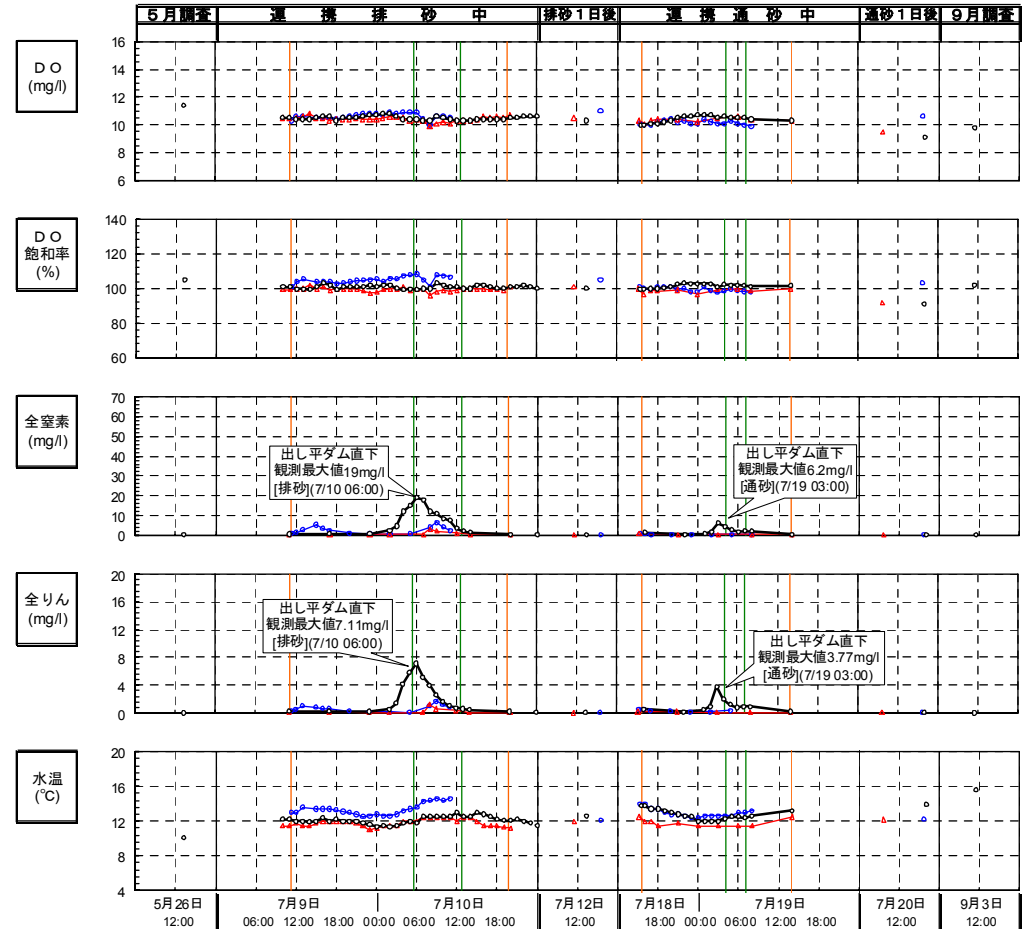 ５月調査 連携排砂中 排砂１日後 連携通砂中 通砂１日後 ９月調査
ＤＯ
(mg/l)
16
14
12
10
8
6
ＤＯ
飽和率
(%)
140
120
100
80
60
全窒素
(mg/l)
70
60
50
40
30
20
10
0
出し平ダム直下
観測最大値19mg/l
[排砂](7/10 06:00)
出し平ダム直下
観測最大値6.2mg/l
[通砂](7/19 03:00)
全りん
(mg/l)
20
16
12
8
4
0
出し平ダム直下
観測最大値7.11mg/l
[排砂](7/10 06:00)
出し平ダム直下
観測最大値3.77mg/l
[通砂](7/19 03:00)
水温
(℃)
20
16
12
8
4
5月26日 7月9日 7月10日 7月12日 7月18日 7月19日 7月20日 9月3日
12:00 06:00 12:00 18:00 00:00 06:00 12:00 18:00 12:00 18:00 00:00 06:00 12:00 18:00 12:00 12:00